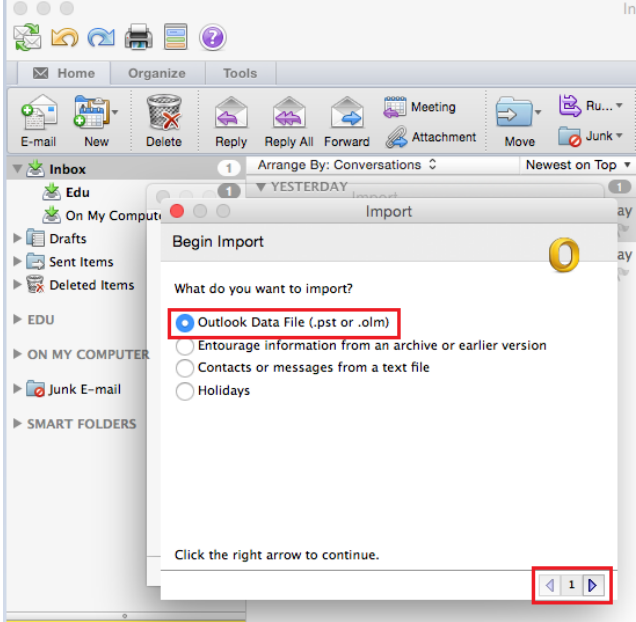 In
Home Organize Tools
E-mail New Delete Reply Reply All Forward Meeting Attachment Move Ru... Junk
Inbox 1 Arrange By: Conversations Newest on Top
Edu 1 YESTERDAY 1
On My Compute Import ay
Drafts Begin Import
Sent Items ay
Deleted Items What do you want to import?
EDU Outlook Data File (.pst or .olm)
Entourage information from an archive or earlier version
ON MY COMPUTER Contacts or messages from a text file
Junk E-mail Holidays
SMART FOLDERS
Click the right arrow to continue.
1